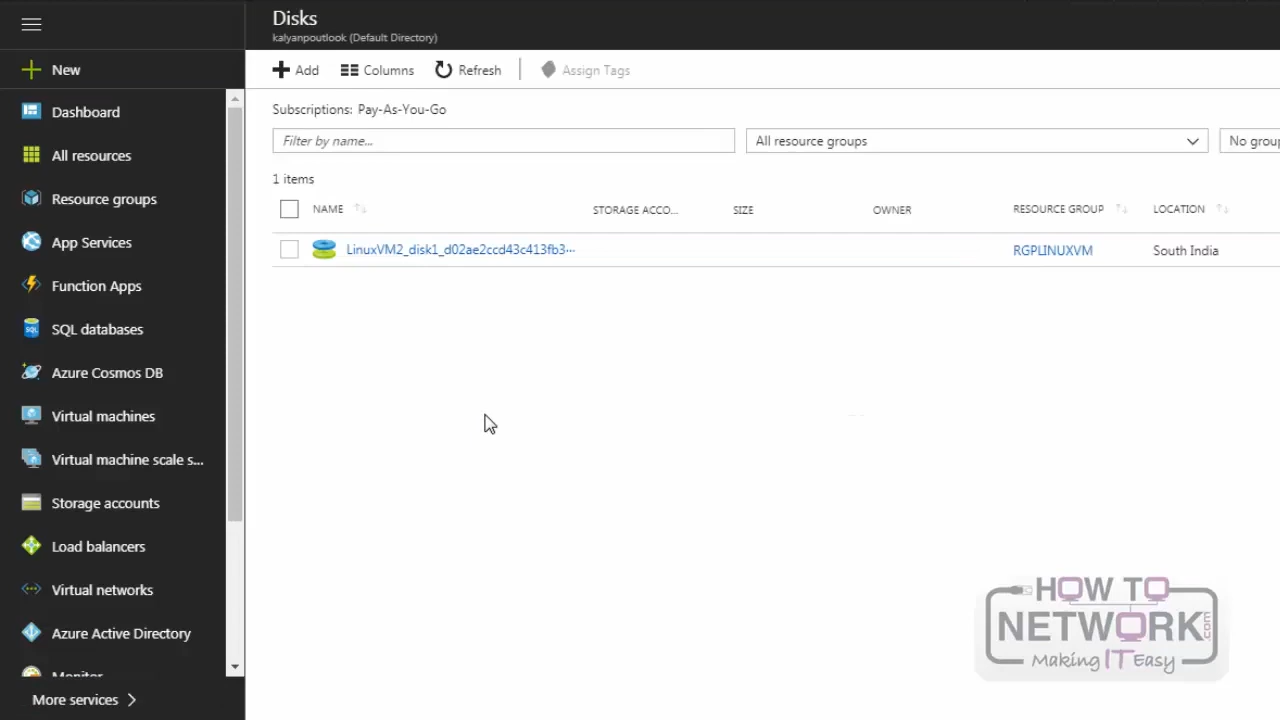 Disks
kalyanpoutlook (Default Directory)
New
Dashboard
All resources
Resource groups
App Services
Function Apps
SQL databases
Azure Cosmos DB
Virtual machines
Virtual machine scale s...
Storage accounts
Load balancers
Virtual networks
Azure Active Directory
Monitor
More services
Add Columns Refresh Assign Tags
Subscriptions: Pay-As-You-Go
Filter by name... All resource groups No group
1 items
NAME STORAGE ACCO... SIZE OWNER RESOURCE GROUP LOCATION
LinuxVM2_disk1_d02ae2ccd43c413fb3... RGPLINUXVM South India
HOW TO
NETWORK.com
Making IT Easy